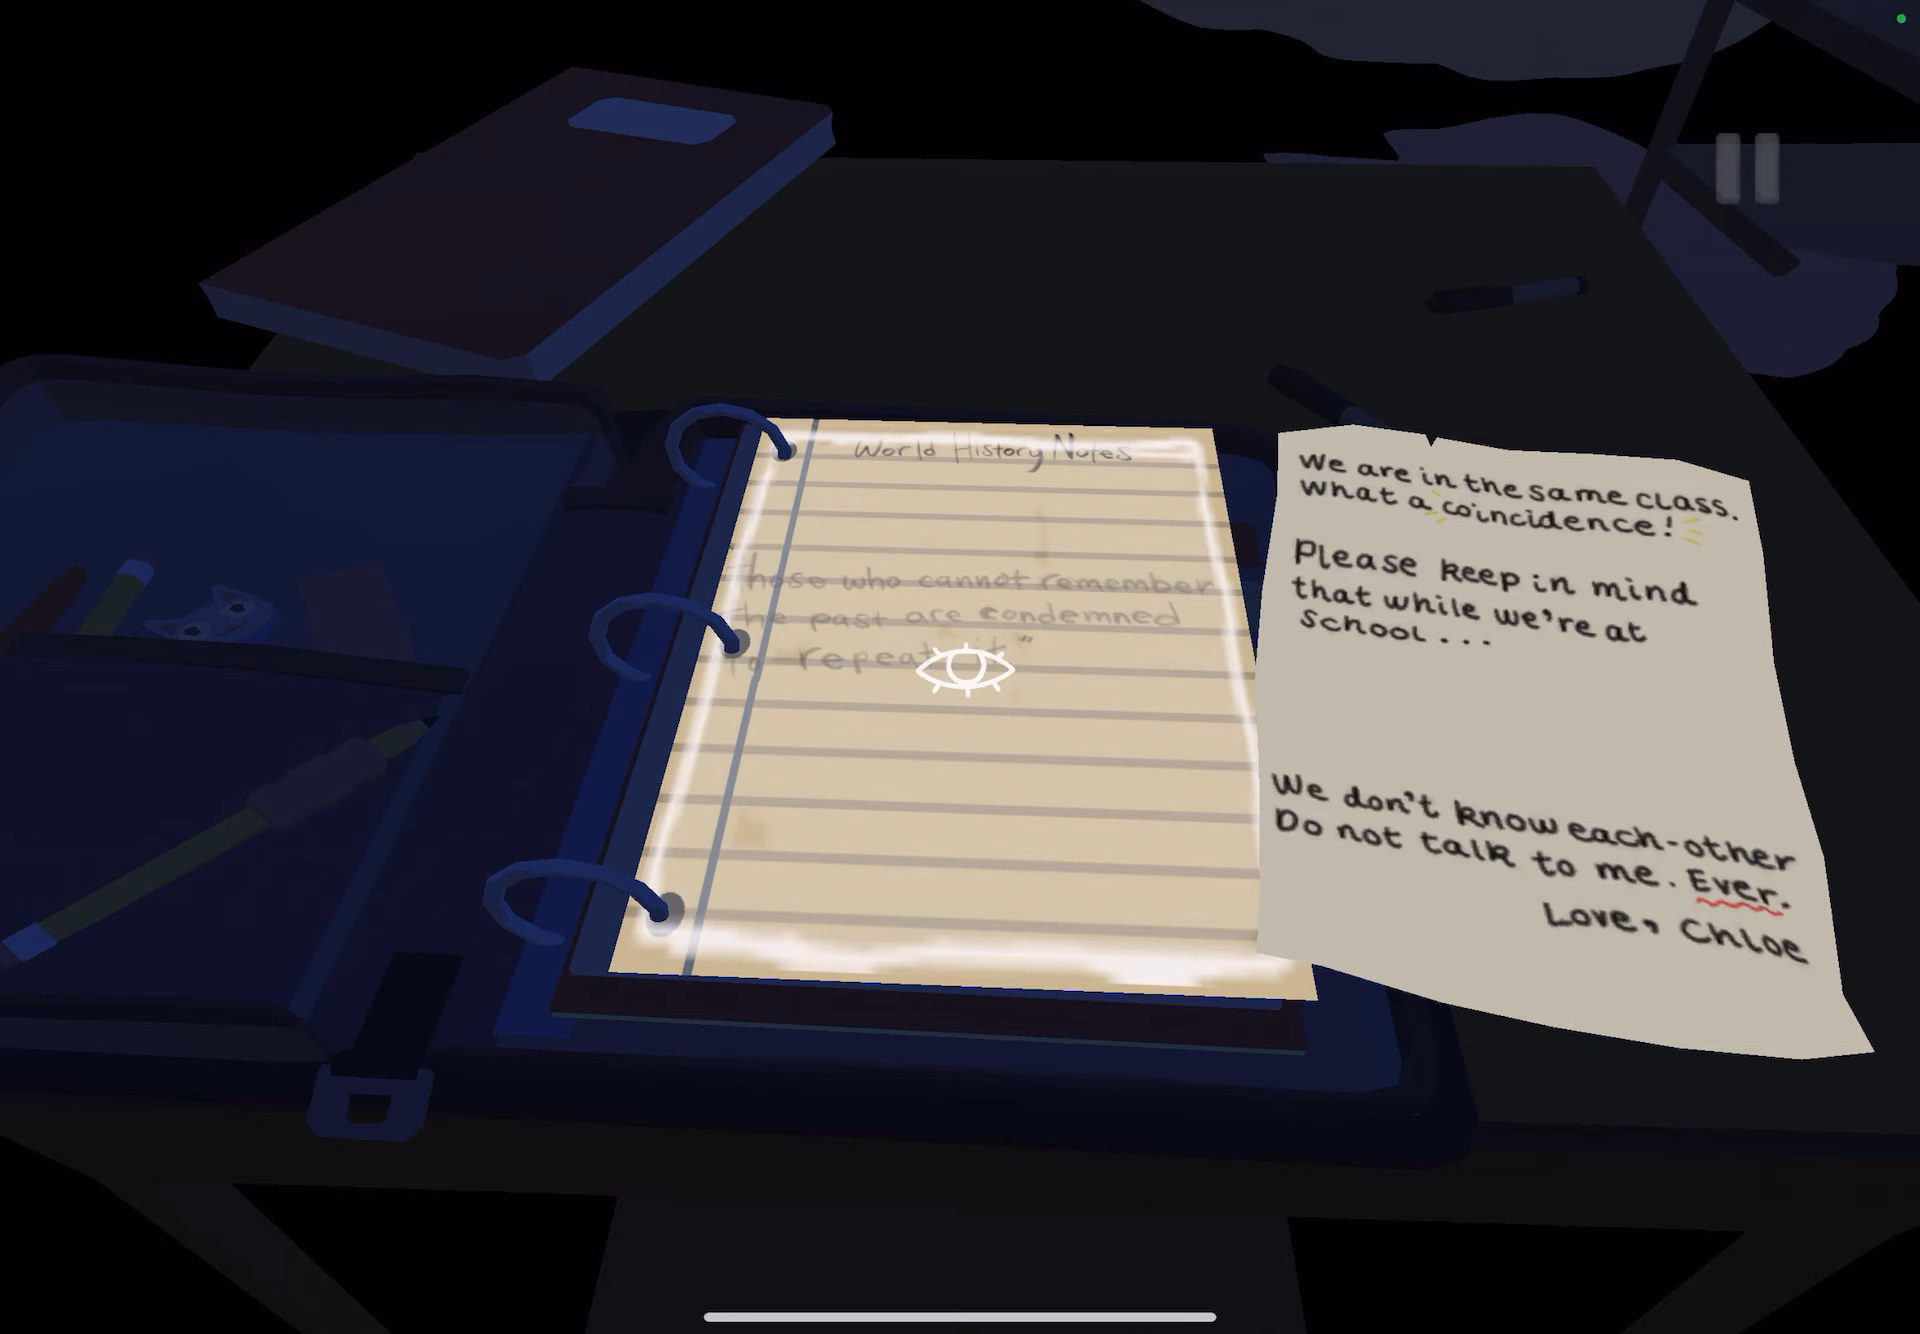 World History Notes
Those who cannot remember
the past are condemned
to repeat it"
We are in the same class.
What a coincidence!
Please keep in mind
that while we're at
school...
We don't know each-other
Do not talk to me. Ever.
Love, Chloe